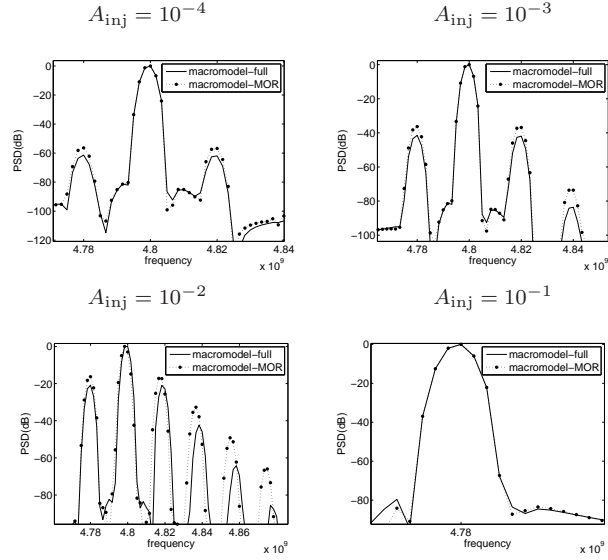 A_inj = 10^-4
macromodel-full
macromodel-MOR
PSD(dB)
0
-20
-40
-60
-80
-100
-120
4.78
4.8
4.82
4.84
frequency
x 10^9
A_inj = 10^-3
macromodel-full
macromodel-MOR
PSD(dB)
0
-20
-40
-60
-80
-100
4.78
4.8
4.82
4.84
frequency
x 10^9
A_inj = 10^-2
macromodel-full
macromodel-MOR
PSD(dB)
0
-20
-40
-60
-80
4.78
4.8
4.82
4.84
4.86
frequency
x 10^9
A_inj = 10^-1
macromodel-full
macromodel-MOR
PSD(dB)
0
-20
-40
-60
-80
4.78
frequency
x 10^9